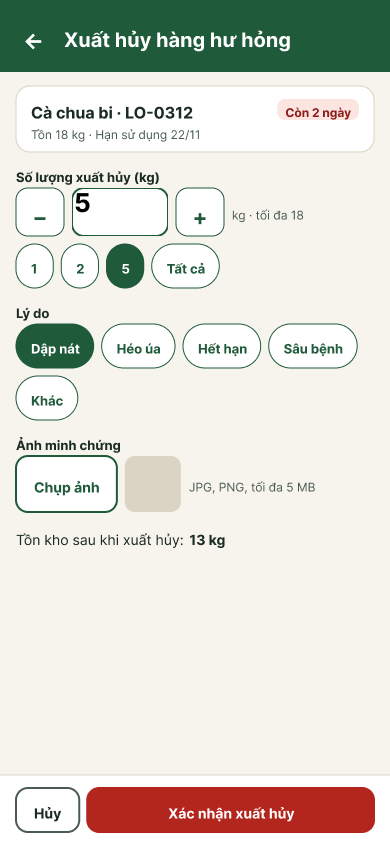 ← Xuất hủy hàng hư hỏng
Cà chua bi · LO-0312 Còn 2 ngày
Tồn 18 kg · Hạn sử dụng 22/11
Số lượng xuất hủy (kg)
− 5 + kg · tối đa 18
1 2 5 Tất cả
Lý do
Dập nát Héo úa Hết hạn Sâu bệnh
Khác
Ảnh minh chứng
Chụp ảnh JPG, PNG, tối đa 5 MB
Tồn kho sau khi xuất hủy: 13 kg
Hủy Xác nhận xuất hủy